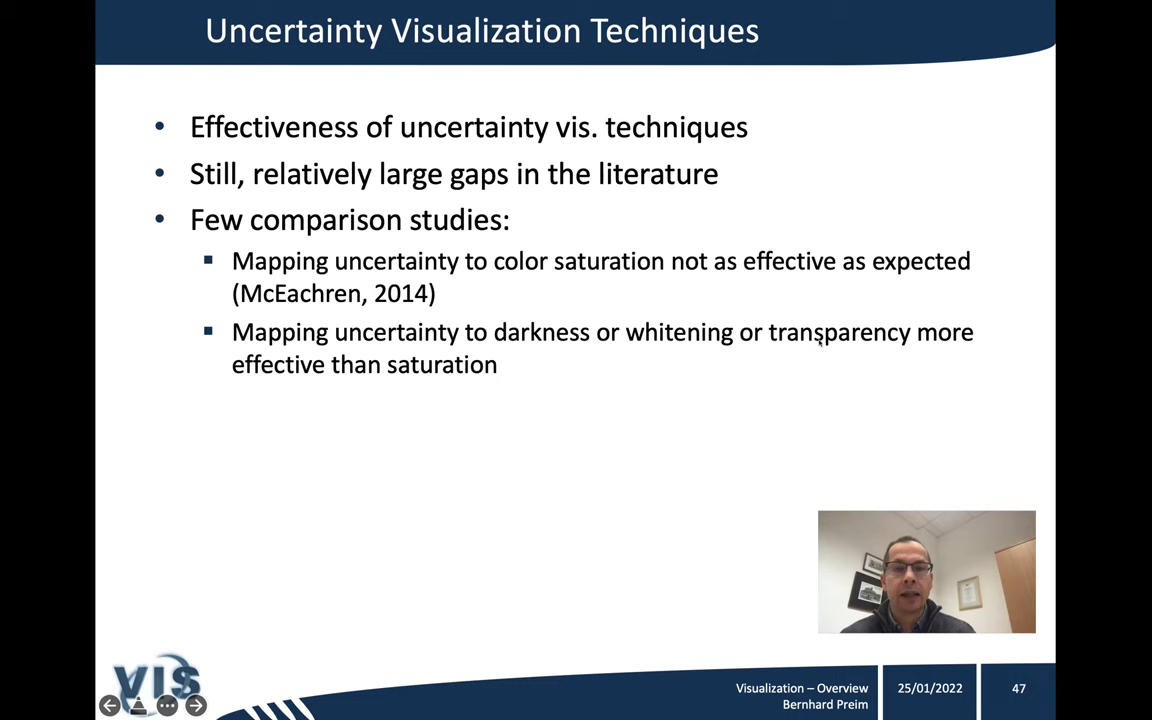 Uncertainty Visualization Techniques
• Effectiveness of uncertainty vis. techniques
• Still, relatively large gaps in the literature
• Few comparison studies:
▪ Mapping uncertainty to color saturation not as effective as expected
(McEachren, 2014)
▪ Mapping uncertainty to darkness or whitening or transparency more
effective than saturation
VIS
Visualization – Overview
Bernhard Preim
25/01/2022
47